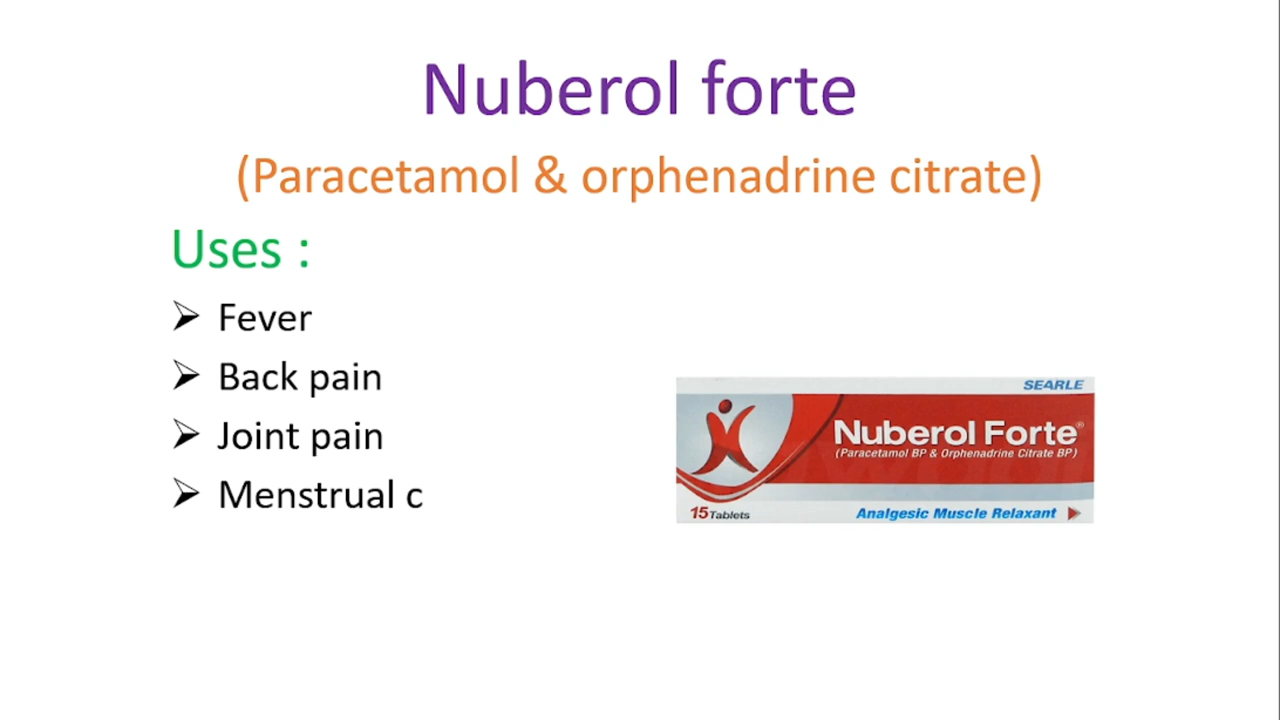 Nuberol forte
(Paracetamol & orphenadrine citrate)
Uses :
➢ Fever
➢ Back pain
➢ Joint pain
➢ Menstrual c
SEARLE
Nuberol Forte®
(Paracetamol BP & Orphenadrine Citrate BP)
15 Tablets
Analgesic Muscle Relaxant